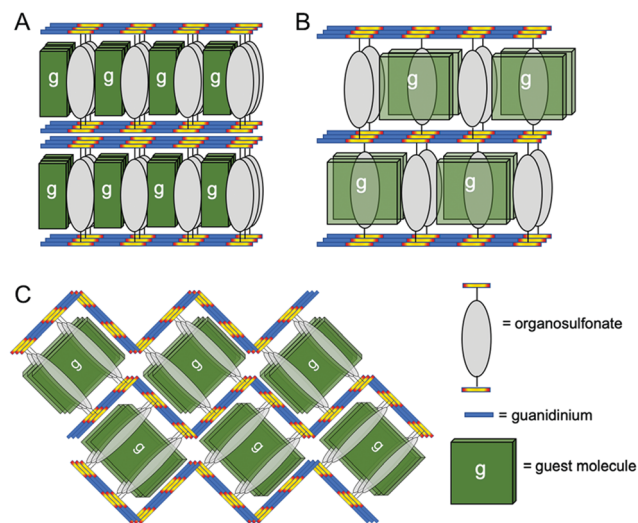 A
B
g g g g
g g
g g g g
g g
C
g g g
= organosulfonate
= guanidinium
g g g
g = guest molecule